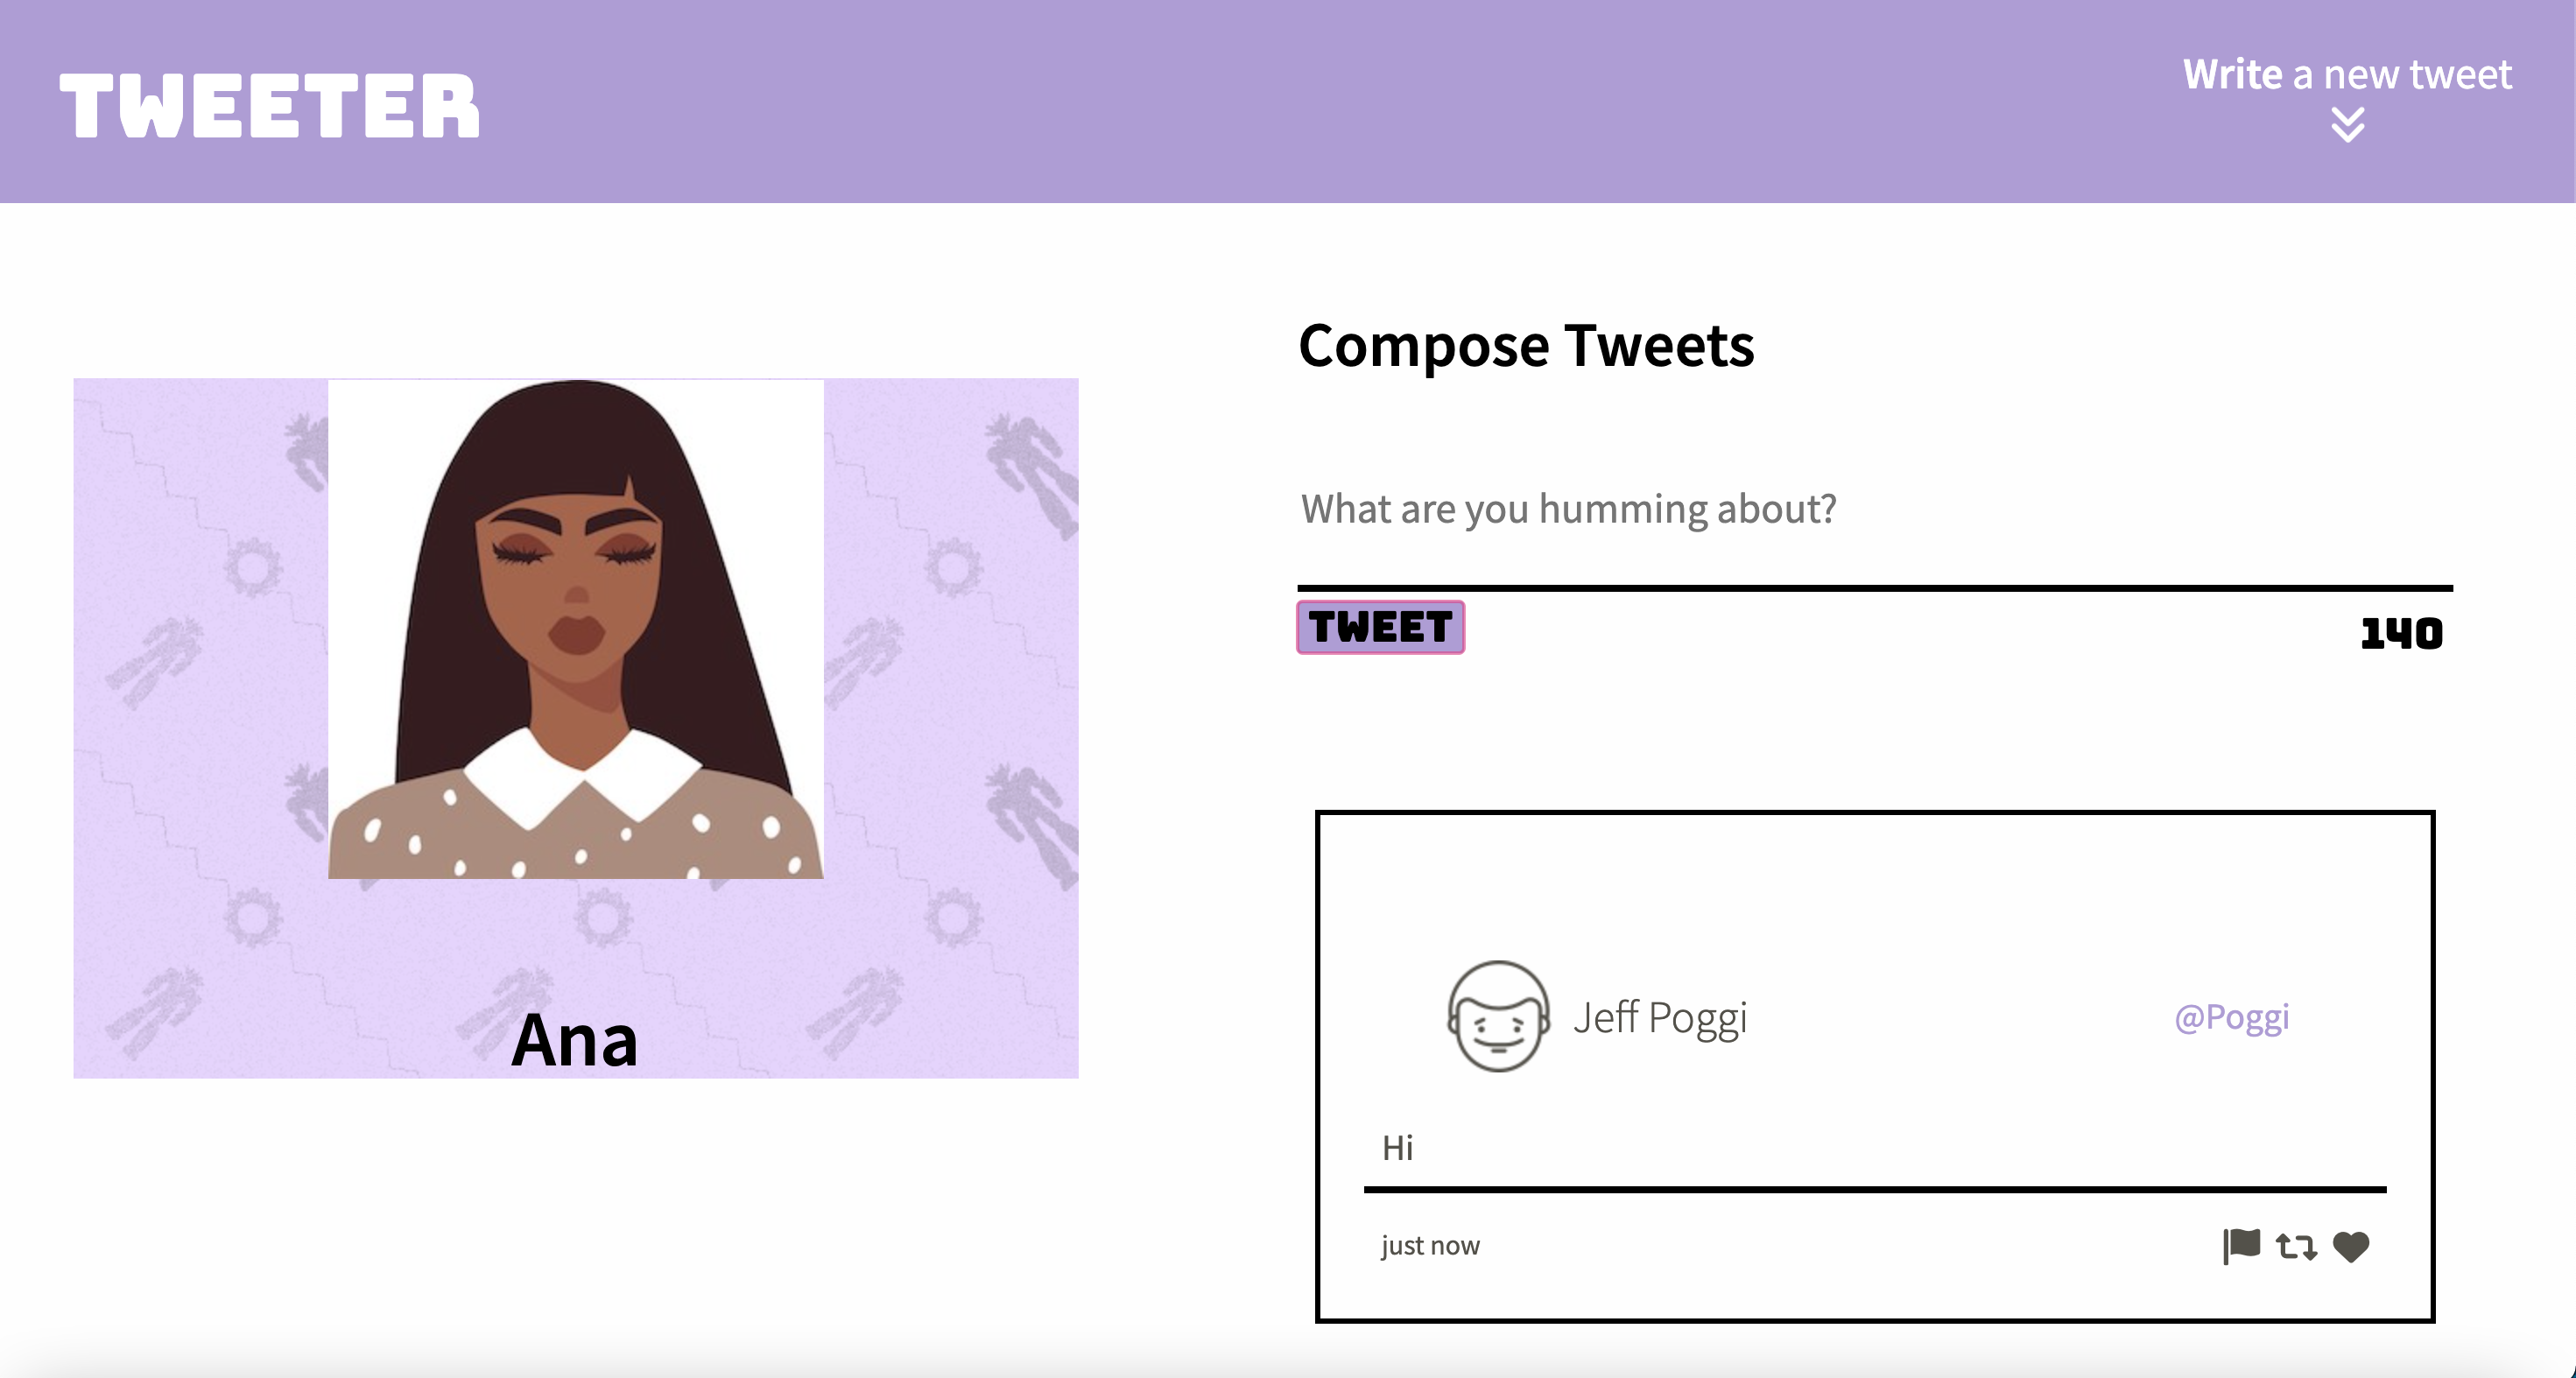 TWEETER
Write a new tweet
Ana
Compose Tweets
What are you humming about?
TWEET
140
Jeff Poggi
@Poggi
Hi
just now